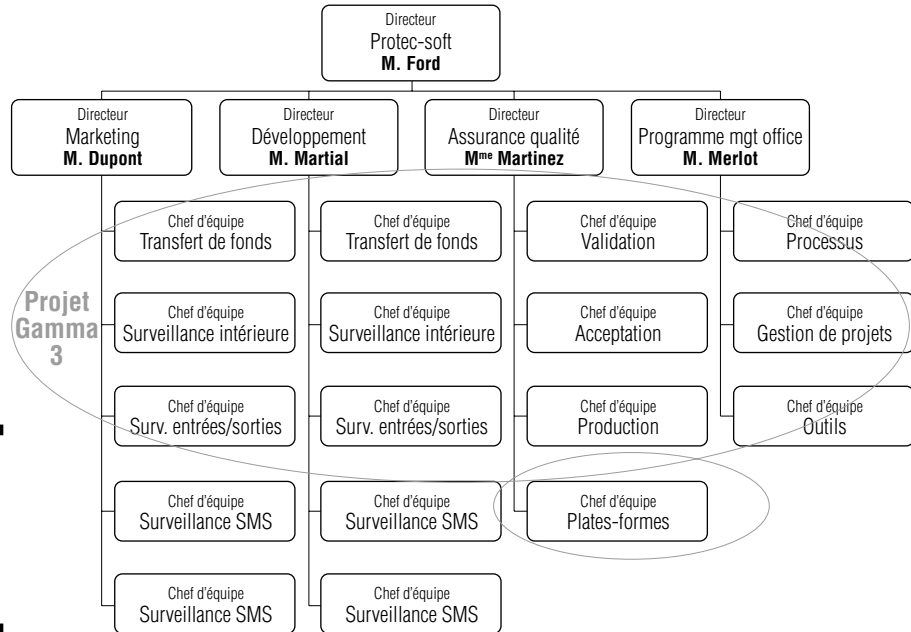 Directeur
Protec-soft
M. Ford
Directeur
Marketing
M. Dupont
Directeur
Développement
M. Martial
Directeur
Assurance qualité
Mme Martinez
Directeur
Programme mgt office
M. Merlot
Chef d'équipe
Transfert de fonds
Chef d'équipe
Transfert de fonds
Chef d'équipe
Validation
Chef d'équipe
Processus
Projet
Gamma
3
Chef d'équipe
Surveillance intérieure
Chef d'équipe
Surveillance intérieure
Chef d'équipe
Acceptation
Chef d'équipe
Gestion de projets
Chef d'équipe
Surv. entrées/sorties
Chef d'équipe
Surv. entrées/sorties
Chef d'équipe
Production
Chef d'équipe
Outils
Chef d'équipe
Surveillance SMS
Chef d'équipe
Surveillance SMS
Chef d'équipe
Plates-formes
Chef d'équipe
Surveillance SMS
Chef d'équipe
Surveillance SMS